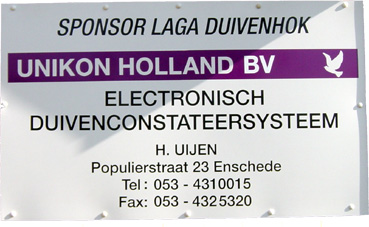 SPONSOR LAGA DUIVENHOK
UNIKON HOLLAND BV
ELECTRONISCH
DUIVENCONSTATEERSYSTEEM
H. UIJEN
Populierstraat 23 Enschede
Tel: 053 - 4310015
Fax: 053 - 4325320